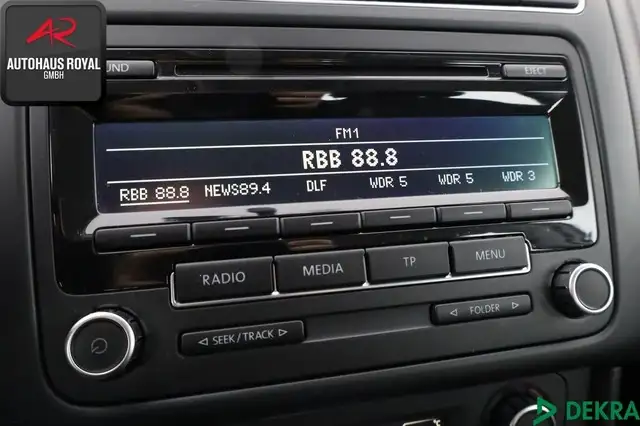 AR
AUTOHAUS ROYAL
GMBH
EJECT
FM1
RBB 88.8
RBB 88.8 NEWS89.4 DLF WDR 5 WDR 5 WDR 3
RADIO MEDIA TP MENU
SEEK/TRACK FOLDER
DEKRA